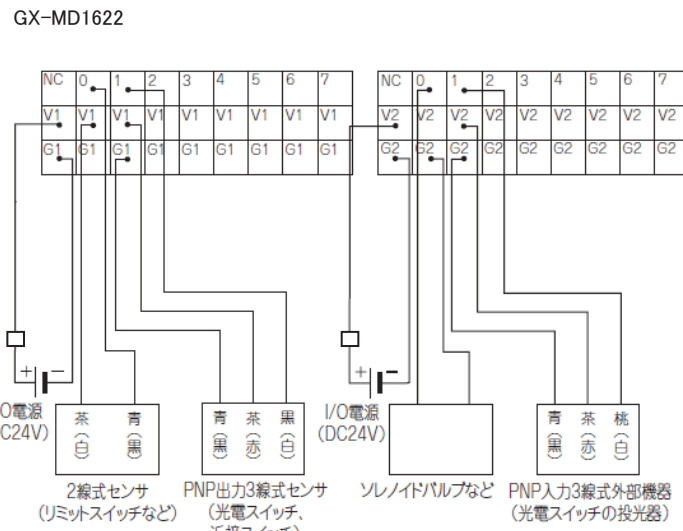 GX-MD1622
NC 0 1 2 3 4 5 6 7
V1 V1 V1 V1 V1 V1 V1 V1 V1
G1 G1 G1 G1 G1 G1 G1 G1 G1
NC 0 1 2 3 4 5 6 7
V2 V2 V2 V2 V2 V2 V2 V2 V2
G2 G2 G2 G2 G2 G2 G2 G2 G2
+ −
O電源
C24V)
茶(白) 青(黒)
2線式センサ
(リミットスイッチなど)
青(黒) 茶(赤) 黒(白)
PNP出力3線式センサ
(光電スイッチ、
近接スイッチ)
+ −
I/O電源
(DC24V)
ソレノイドバルブなど
青(黒) 茶(赤) 桃(白)
PNP入力3線式外部機器
(光電スイッチの投光器)